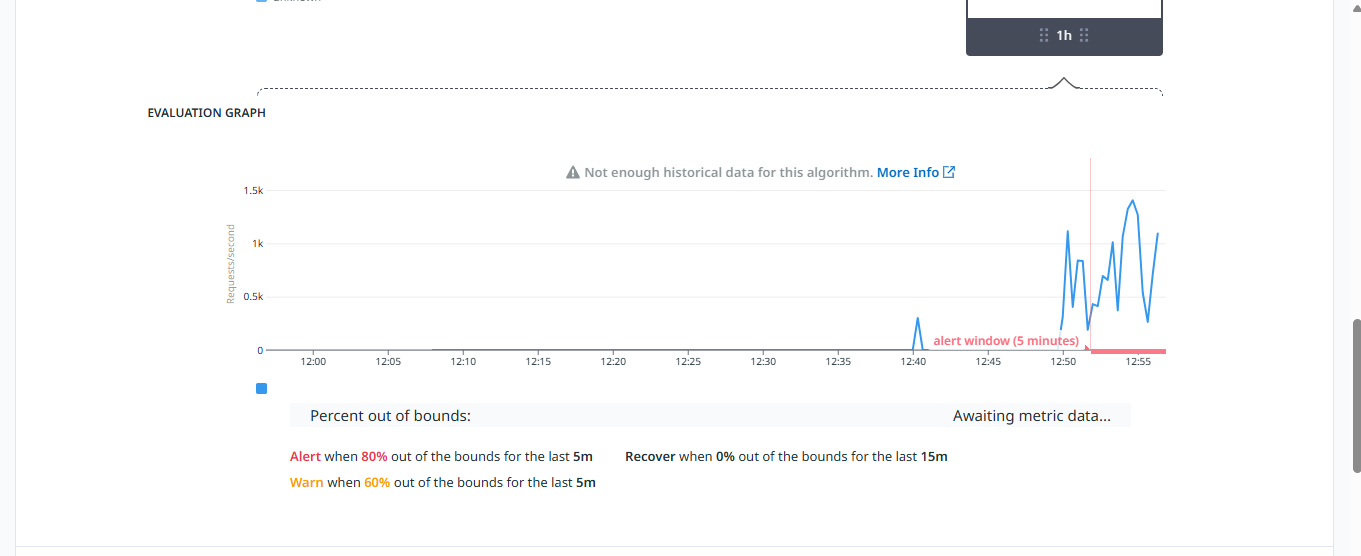 1h
EVALUATION GRAPH
Not enough historical data for this algorithm. More Info
1.5k
1k
0.5k
0
Requests/second
alert window (5 minutes)
12:00 12:05 12:10 12:15 12:20 12:25 12:30 12:35 12:40 12:45 12:50 12:55
Percent out of bounds: Awaiting metric data...
Alert when 80% out of the bounds for the last 5m Recover when 0% out of the bounds for the last 15m
Warn when 60% out of the bounds for the last 5m